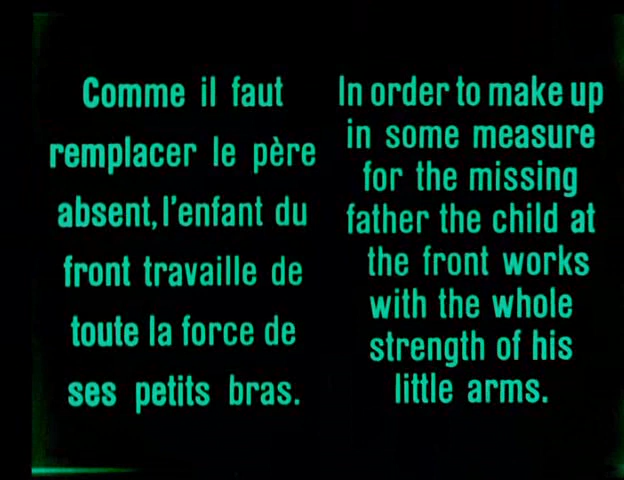 Comme il faut
remplacer le père
absent, l'enfant du
front travaille de
toute la force de
ses petits bras.
In order to make up
in some measure
for the missing
father the child at
the front works
with the whole
strength of his
little arms.